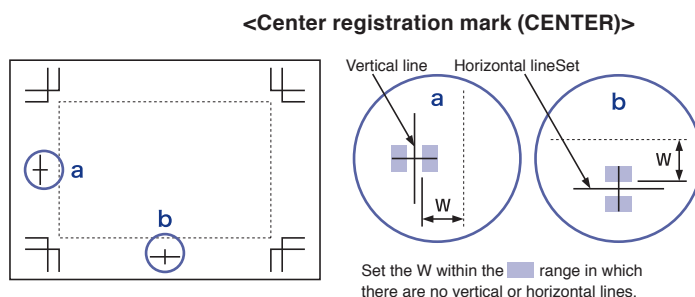 <Center registration mark (CENTER)>
Vertical line
Horizontal lineSet
a
b
a
b
W
W
Set the W within the range in which
there are no vertical or horizontal lines.